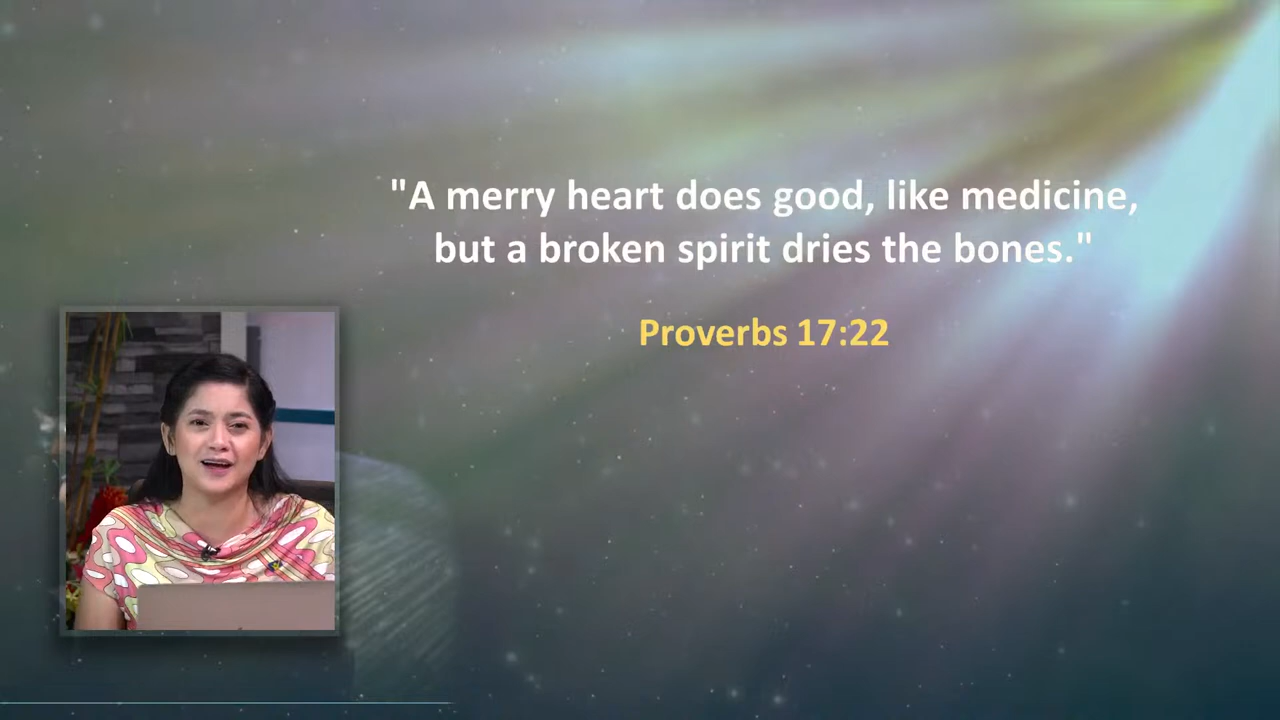 "A merry heart does good, like medicine,
but a broken spirit dries the bones."
Proverbs 17:22